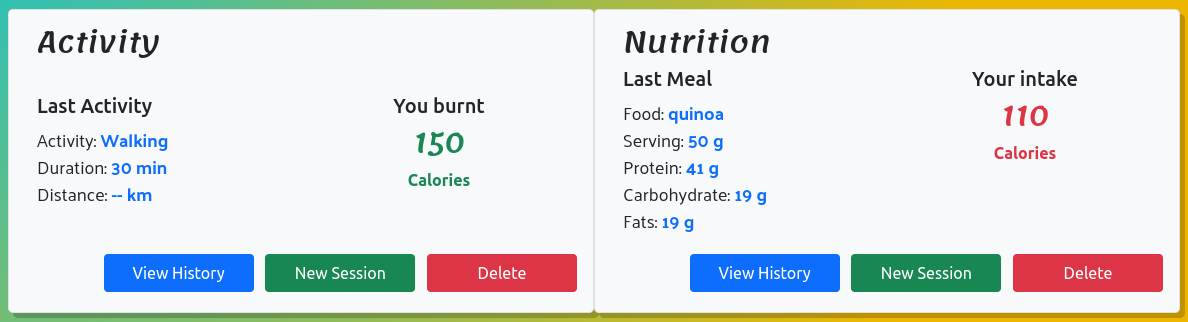 Activity
Last Activity
Activity: Walking
Duration: 30 min
Distance: -- km
You burnt
150
Calories
View History
New Session
Delete
Nutrition
Last Meal
Food: quinoa
Serving: 50 g
Protein: 41 g
Carbohydrate: 19 g
Fats: 19 g
Your intake
110
Calories
View History
New Session
Delete